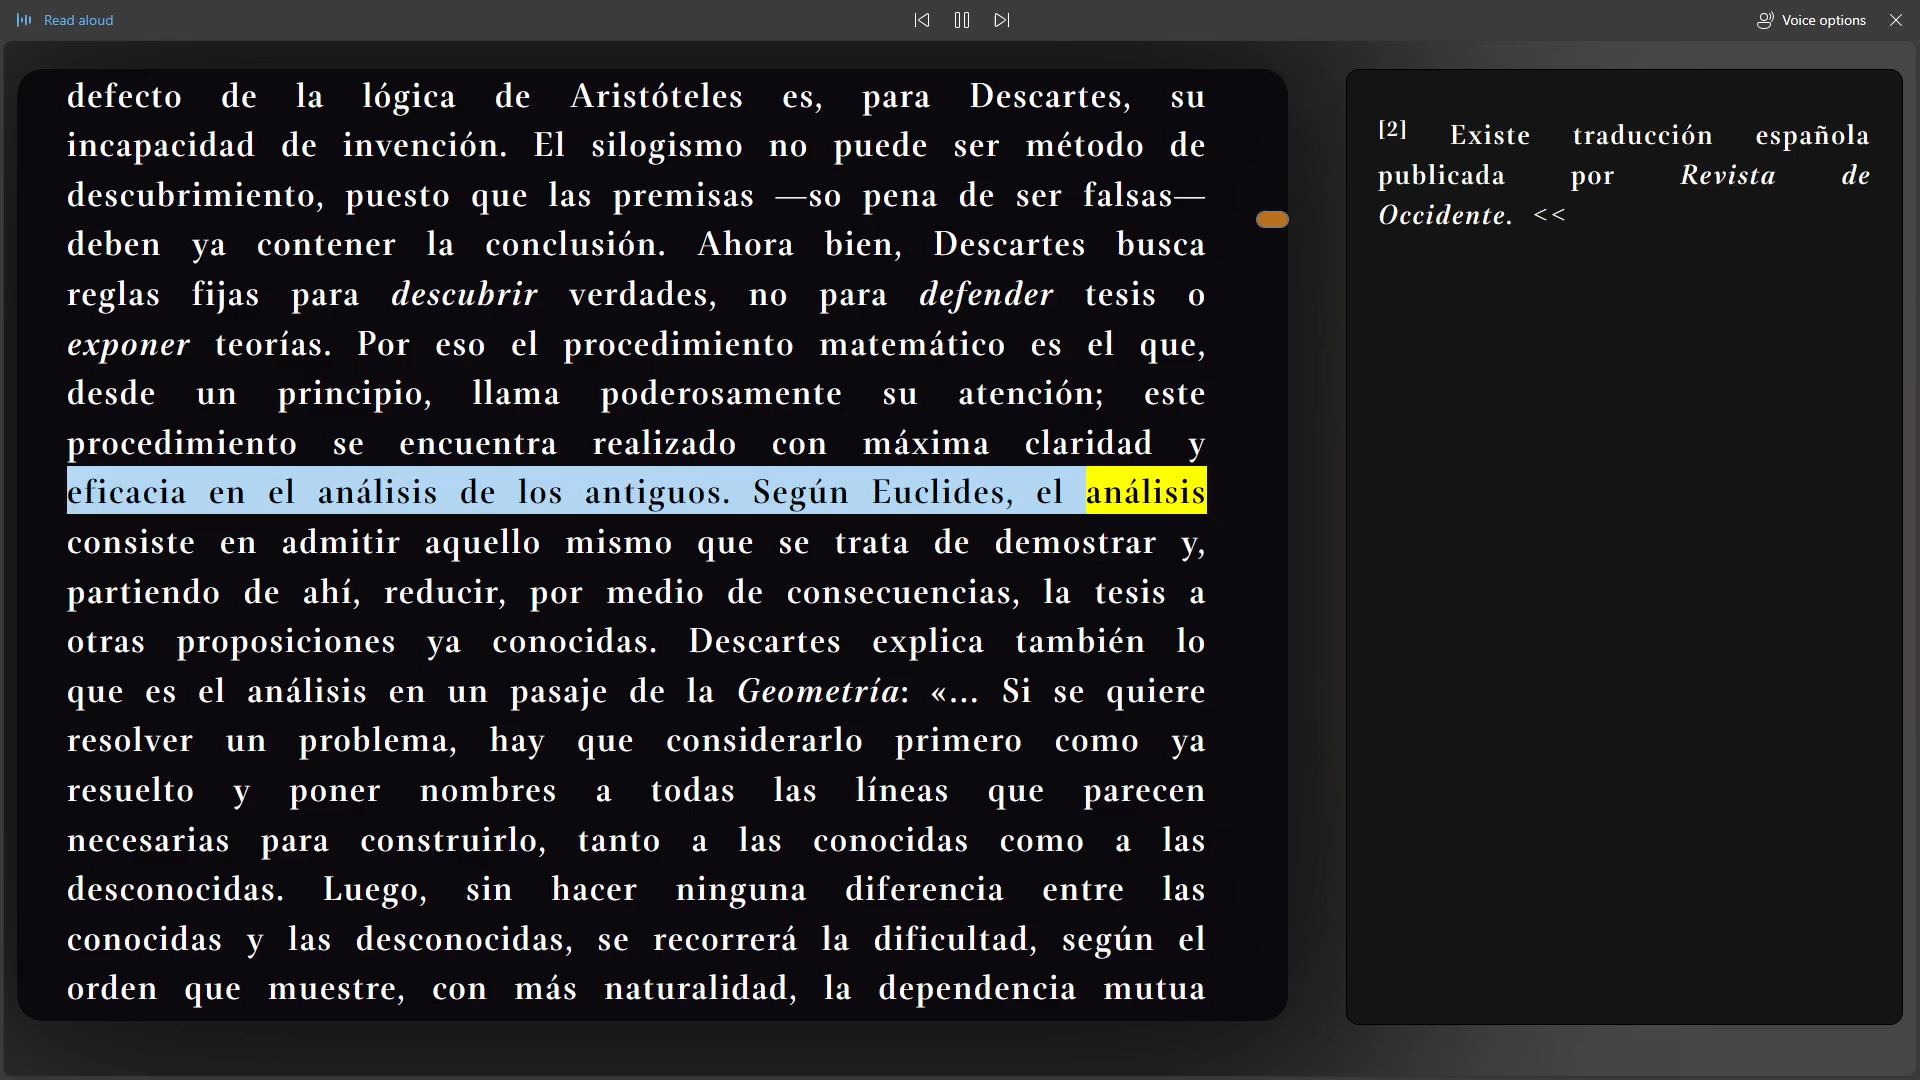 Read aloud
Voice options
defecto de la lógica de Aristóteles es, para Descartes, su
incapacidad de invención. El silogismo no puede ser método de
descubrimiento, puesto que las premisas —so pena de ser falsas—
deben ya contener la conclusión. Ahora bien, Descartes busca
reglas fijas para descubrir verdades, no para defender tesis o
exponer teorías. Por eso el procedimiento matemático es el que,
desde un principio, llama poderosamente su atención; este
procedimiento se encuentra realizado con máxima claridad y
eficacia en el análisis de los antiguos. Según Euclides, el análisis
consiste en admitir aquello mismo que se trata de demostrar y,
partiendo de ahí, reducir, por medio de consecuencias, la tesis a
otras proposiciones ya conocidas. Descartes explica también lo
que es el análisis en un pasaje de la Geometría: «... Si se quiere
resolver un problema, hay que considerarlo primero como ya
resuelto y poner nombres a todas las líneas que parecen
necesarias para construirlo, tanto a las conocidas como a las
desconocidas. Luego, sin hacer ninguna diferencia entre las
conocidas y las desconocidas, se recorrerá la dificultad, según el
orden que muestre, con más naturalidad, la dependencia mutua
[2] Existe traducción española
publicada por Revista de
Occidente. <<